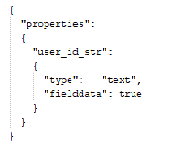 {
"properties":
{
"user_id_str":
{
"type": "text",
"fielddata": true
}
}
}